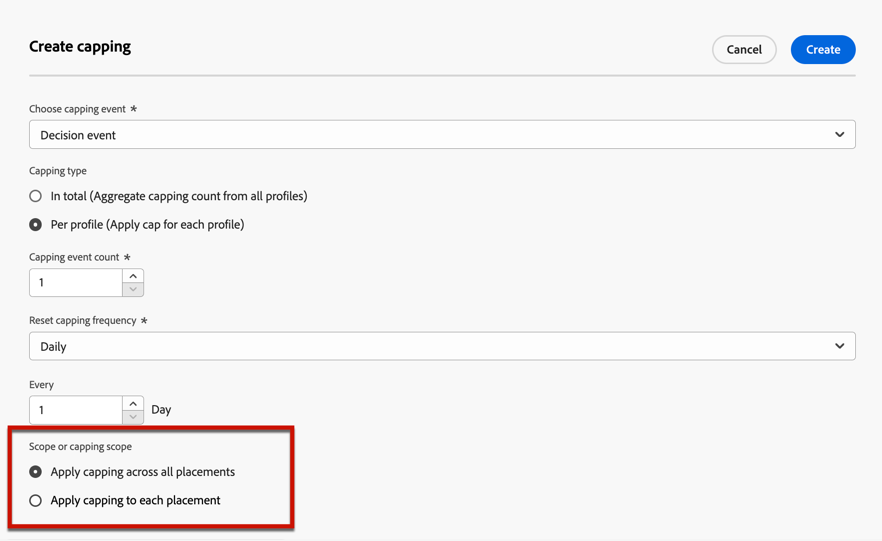 Create capping
Cancel
Create
Choose capping event *
Decision event
Capping type
In total (Aggregate capping count from all profiles)
Per profile (Apply cap for each profile)
Capping event count *
1
Reset capping frequency *
Daily
Every
1 Day
Scope or capping scope
Apply capping across all placements
Apply capping to each placement